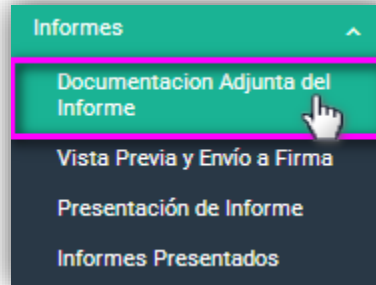 Informes
Documentacion Adjunta del
Informe
Vista Previa y Envío a Firma
Presentación de Informe
Informes Presentados